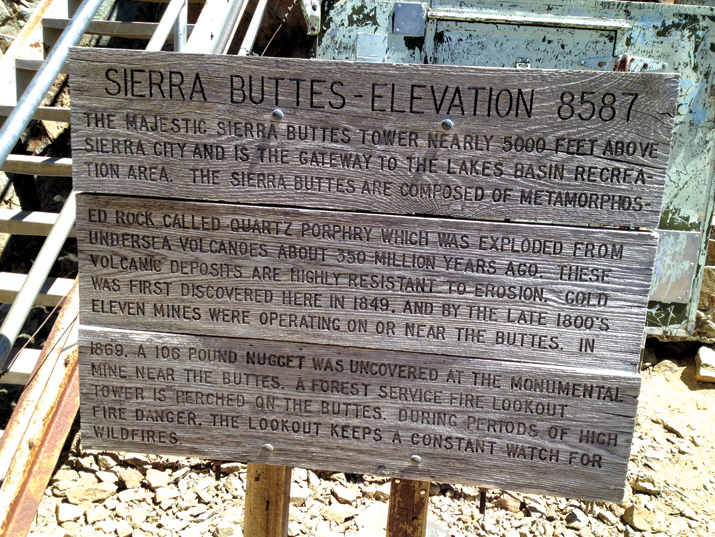 SIERRA BUTTES - ELEVATION 8587
THE MAJESTIC SIERRA BUTTES TOWER NEARLY 5000 FEET ABOVE
SIERRA CITY AND IS THE GATEWAY TO THE LAKES BASIN RECREA-
TION AREA. THE SIERRA BUTTES ARE COMPOSED OF METAMORPHOS-
ED ROCK CALLED QUARTZ PORPHRY WHICH WAS EXPLODED FROM
UNDERSEA VOLCANOES ABOUT 350 MILLION YEARS AGO. THESE
VOLCANIC DEPOSITS ARE HIGHLY RESISTANT TO EROSION. GOLD
WAS FIRST DISCOVERED HERE IN 1849, AND BY THE LATE 1800'S
ELEVEN MINES WERE OPERATING ON OR NEAR THE BUTTES. IN
1869, A 106 POUND NUGGET WAS UNCOVERED AT THE MONUMENTAL
MINE NEAR THE BUTTES. A FOREST SERVICE FIRE LOOKOUT
TOWER IS PERCHED ON THE BUTTES. DURING PERIODS OF HIGH
FIRE DANGER, THE LOOKOUT KEEPS A CONSTANT WATCH FOR
WILDFIRES.